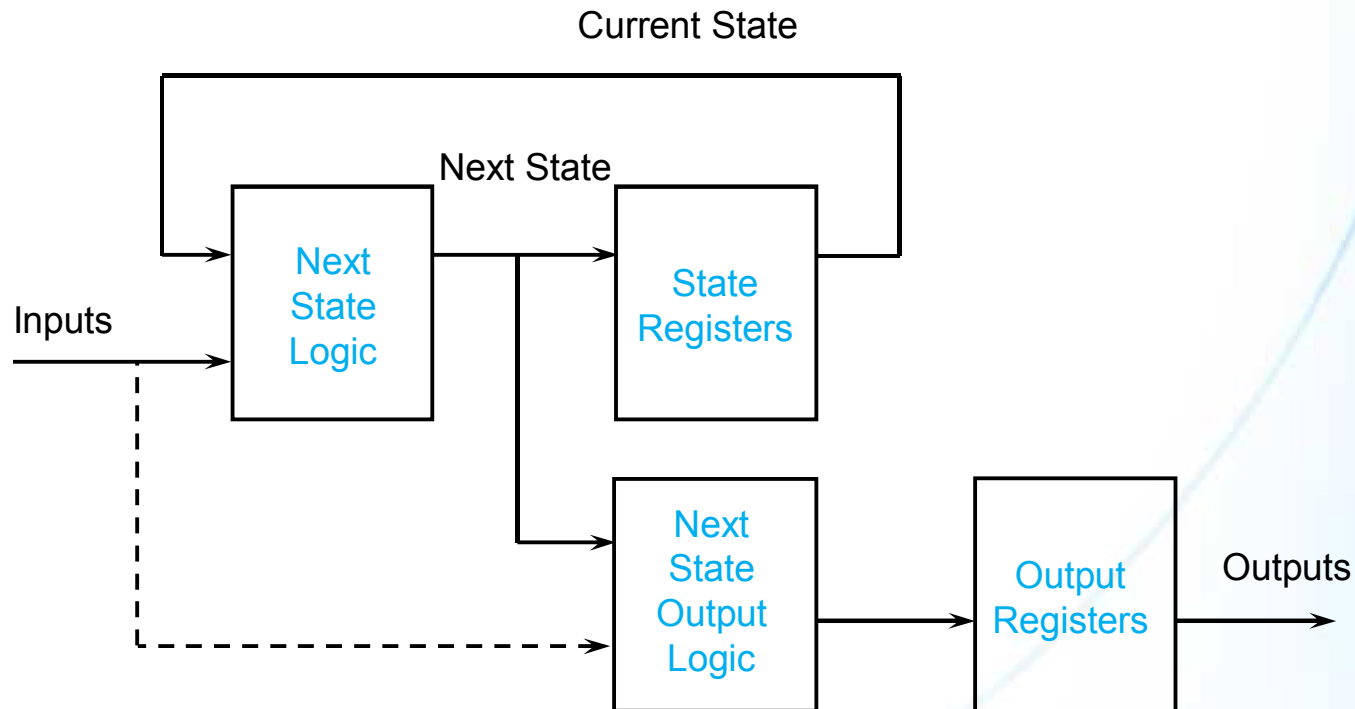 Current State
Next State
Next
State
Logic
State
Registers
Inputs
Next
State
Output
Logic
Output
Registers
Outputs